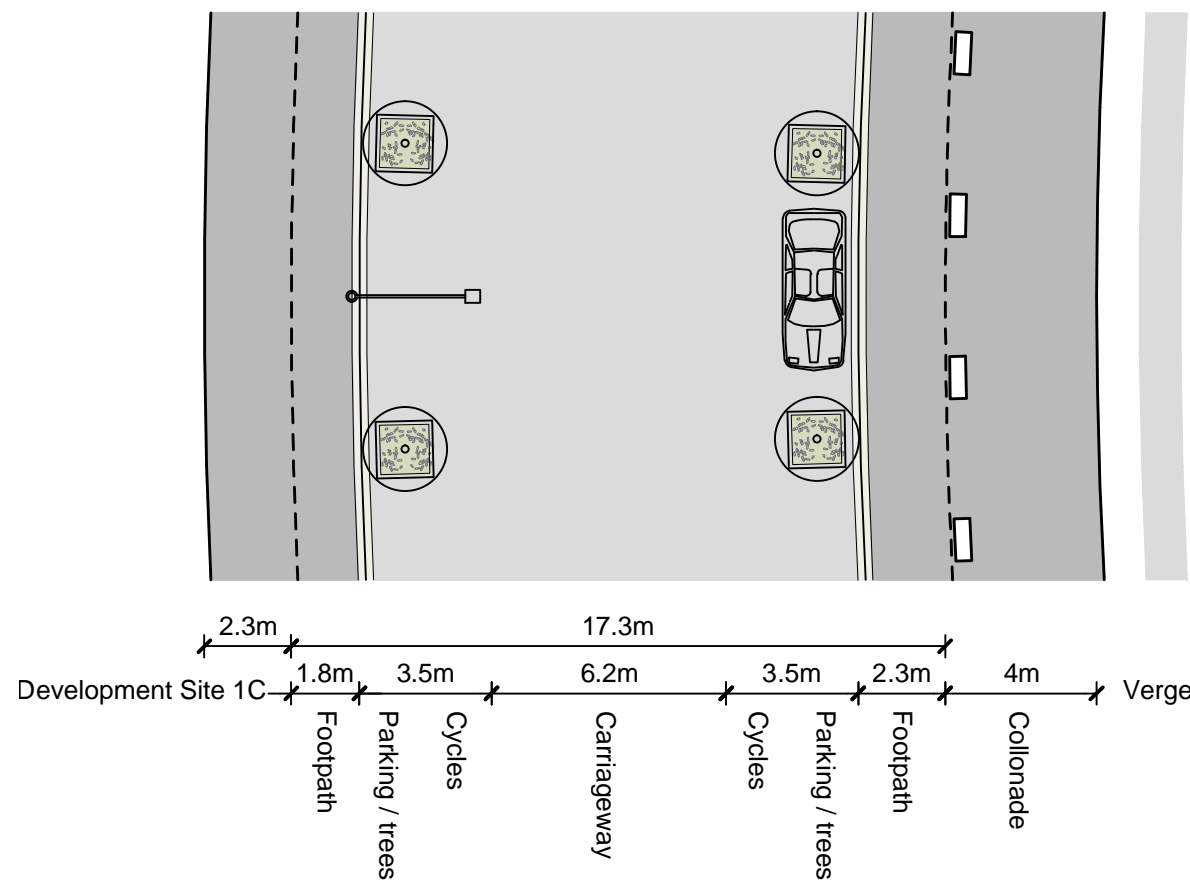 2.3m
17.3m
Development Site 1C
1.8m
3.5m
6.2m
3.5m
2.3m
4m
Verge
Footpath
Parking / trees
Cycles
Carriageway
Cycles
Parking / trees
Footpath
Collonade